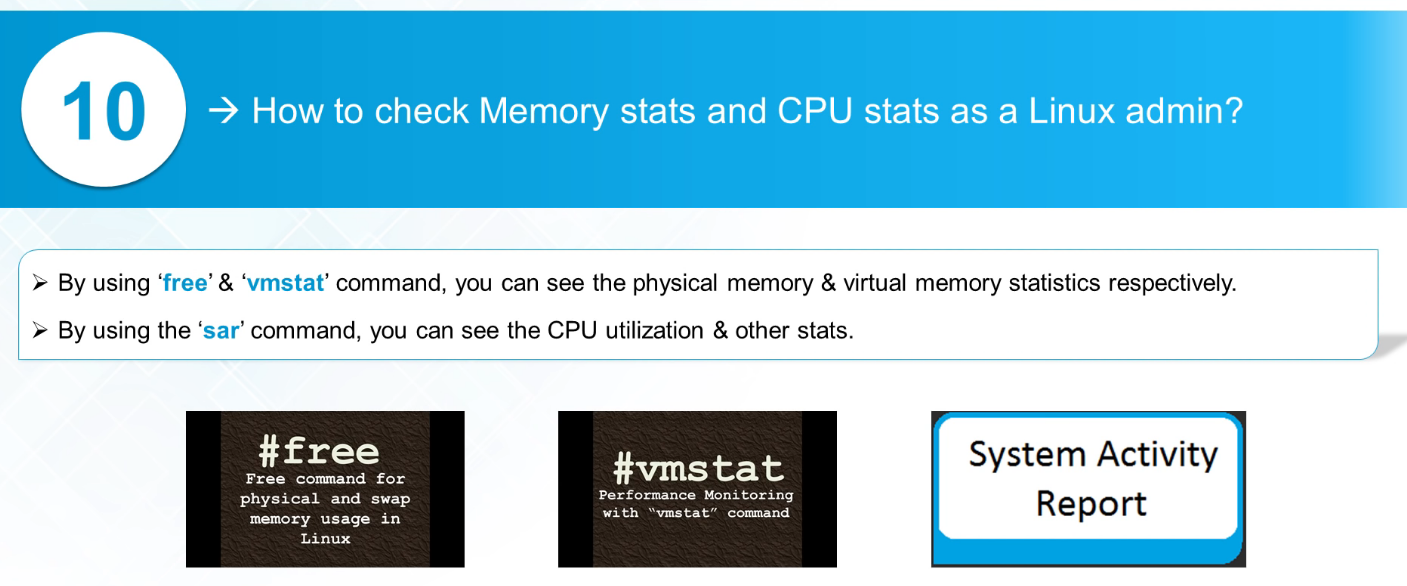 10
→ How to check Memory stats and CPU stats as a Linux admin?
➢ By using ‘free’ & ‘vmstat’ command, you can see the physical memory & virtual memory statistics respectively.
➢ By using the ‘sar’ command, you can see the CPU utilization & other stats.
#free
Free command for
physical and swap
memory usage in
Linux
#vmstat
Performance Monitoring
with “vmstat” command
System Activity
Report